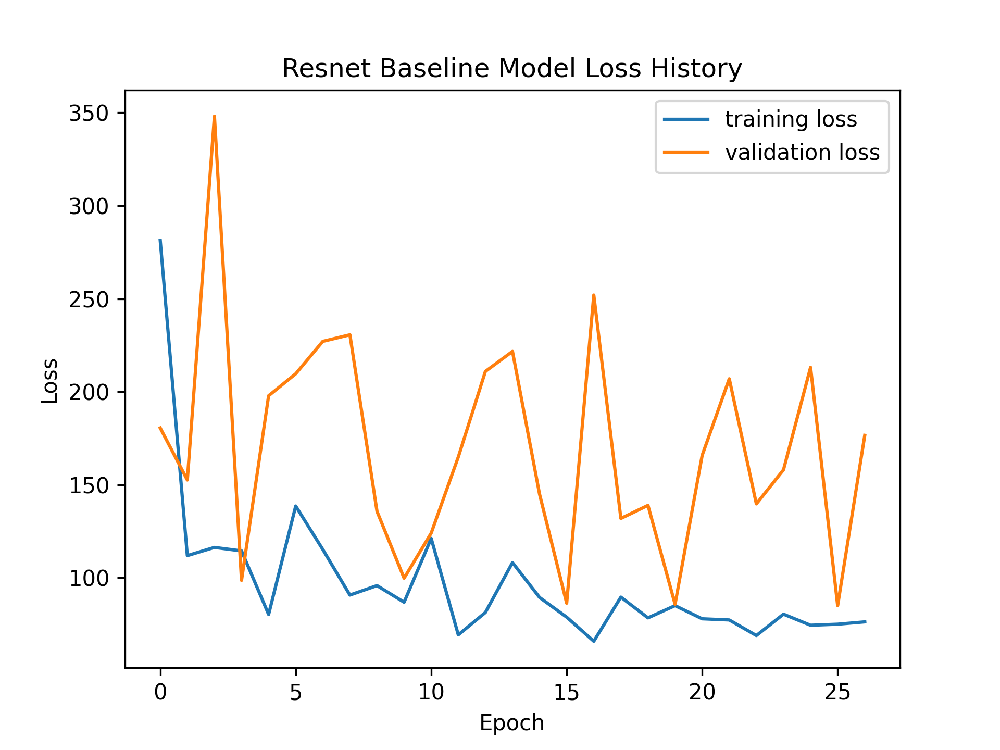 Resnet Baseline Model Loss History
training loss
validation loss
350
300
250
200
150
100
Loss
0 5 10 15 20 25
Epoch